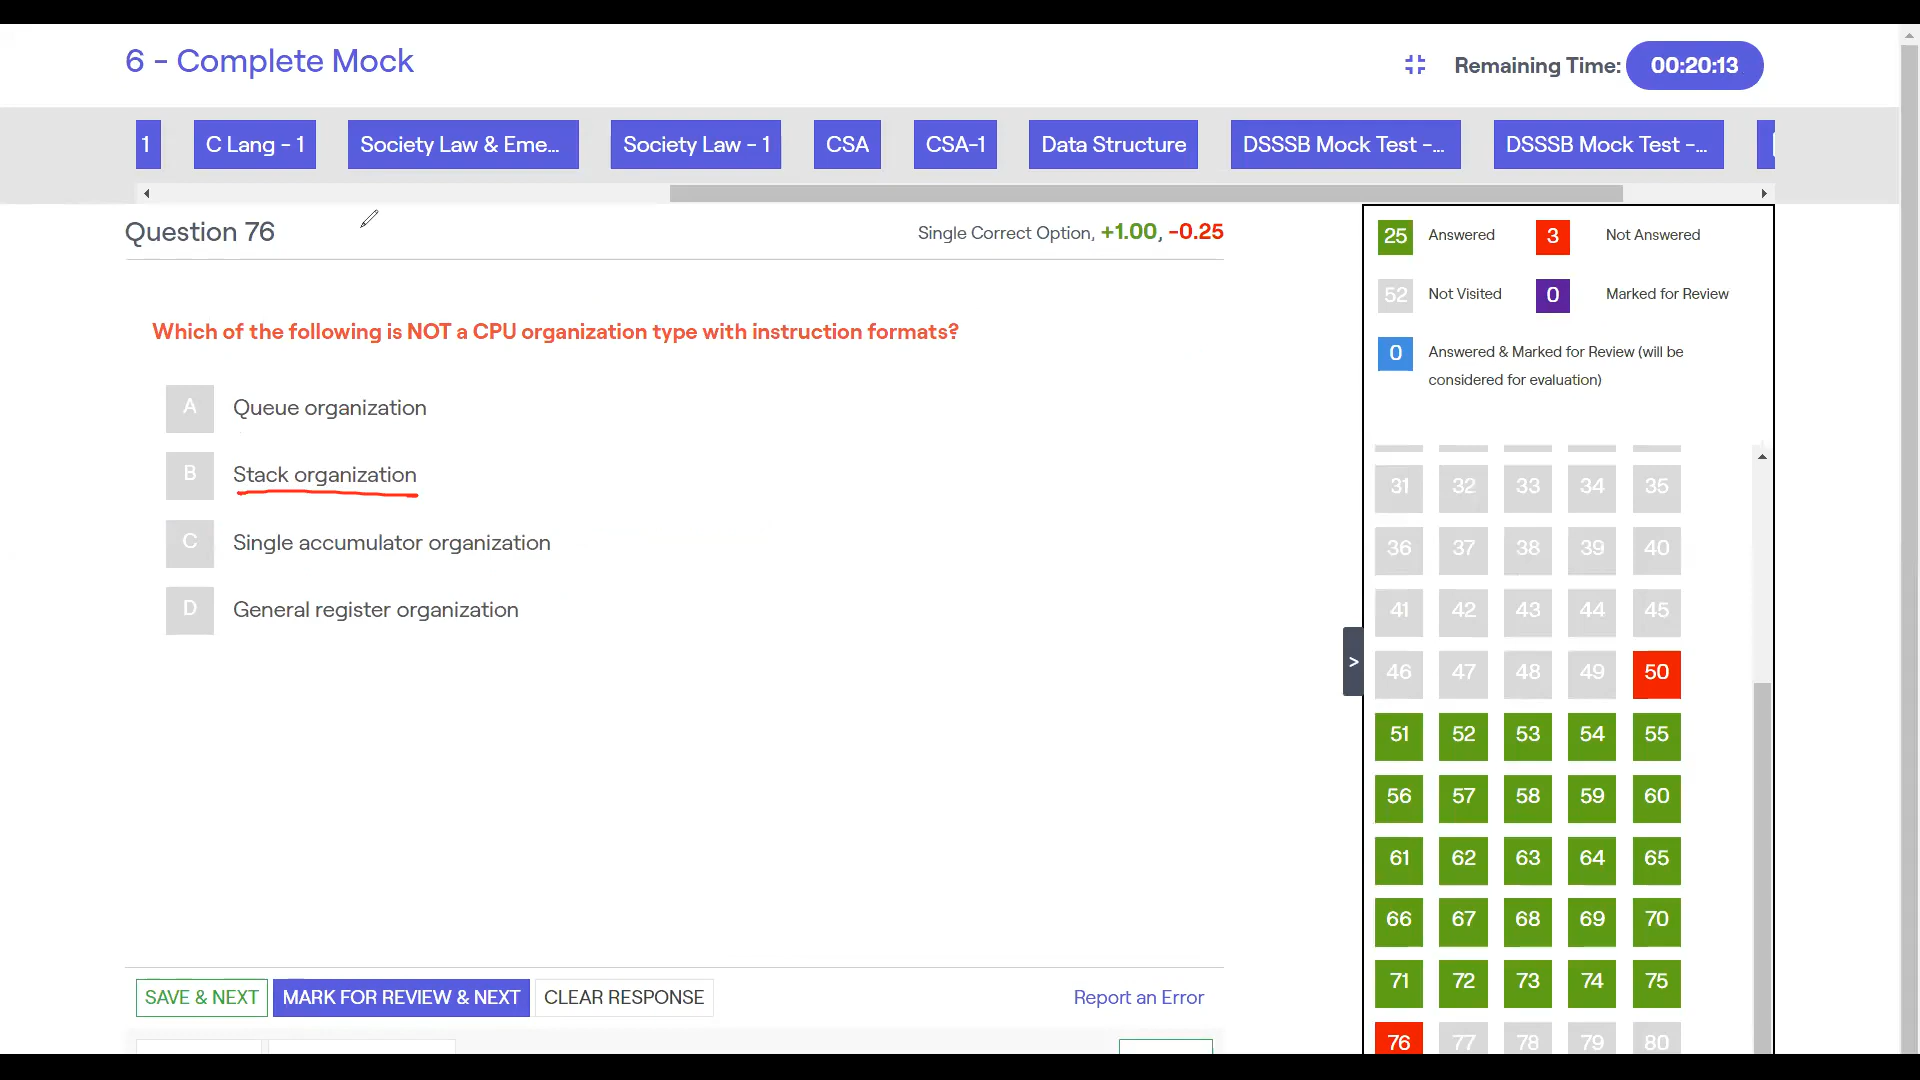 6 - Complete Mock
Remaining Time: 00:20:13
1
C Lang - 1
Society Law & Eme...
Society Law - 1
CSA
CSA-1
Data Structure
DSSSB Mock Test -...
DSSSB Mock Test -...
Question 76
Single Correct Option, +1.00, -0.25
Which of the following is NOT a CPU organization type with instruction formats?
A Queue organization
B Stack organization
C Single accumulator organization
D General register organization
SAVE & NEXT
MARK FOR REVIEW & NEXT
CLEAR RESPONSE
Report an Error
25 Answered
3 Not Answered
52 Not Visited
0 Marked for Review
0 Answered & Marked for Review (will be
considered for evaluation)
>
31 32 33 34 35
36 37 38 39 40
41 42 43 44 45
46 47 48 49 50
51 52 53 54 55
56 57 58 59 60
61 62 63 64 65
66 67 68 69 70
71 72 73 74 75
76 77 78 79 80